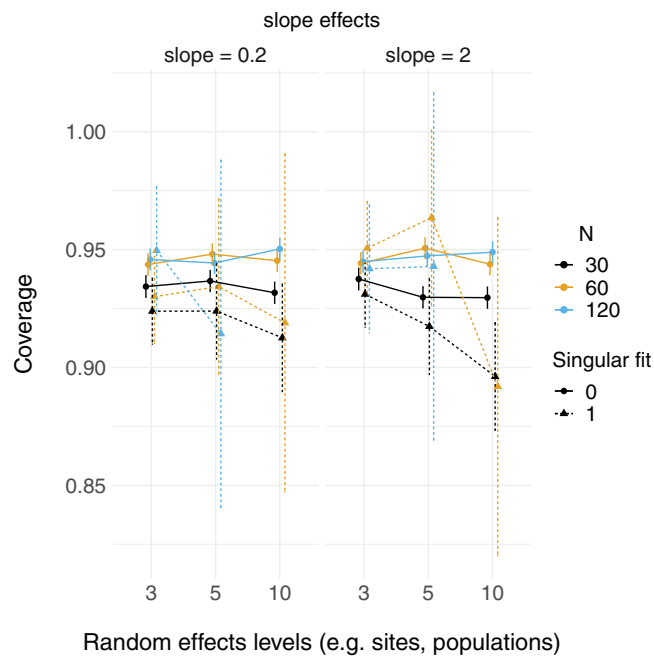 slope effects
slope = 0.2
slope = 2
1.00
0.95
0.90
0.85
Coverage
3 5 10
3 5 10
Random effects levels (e.g. sites, populations)
N
30
60
120
Singular fit
0
1